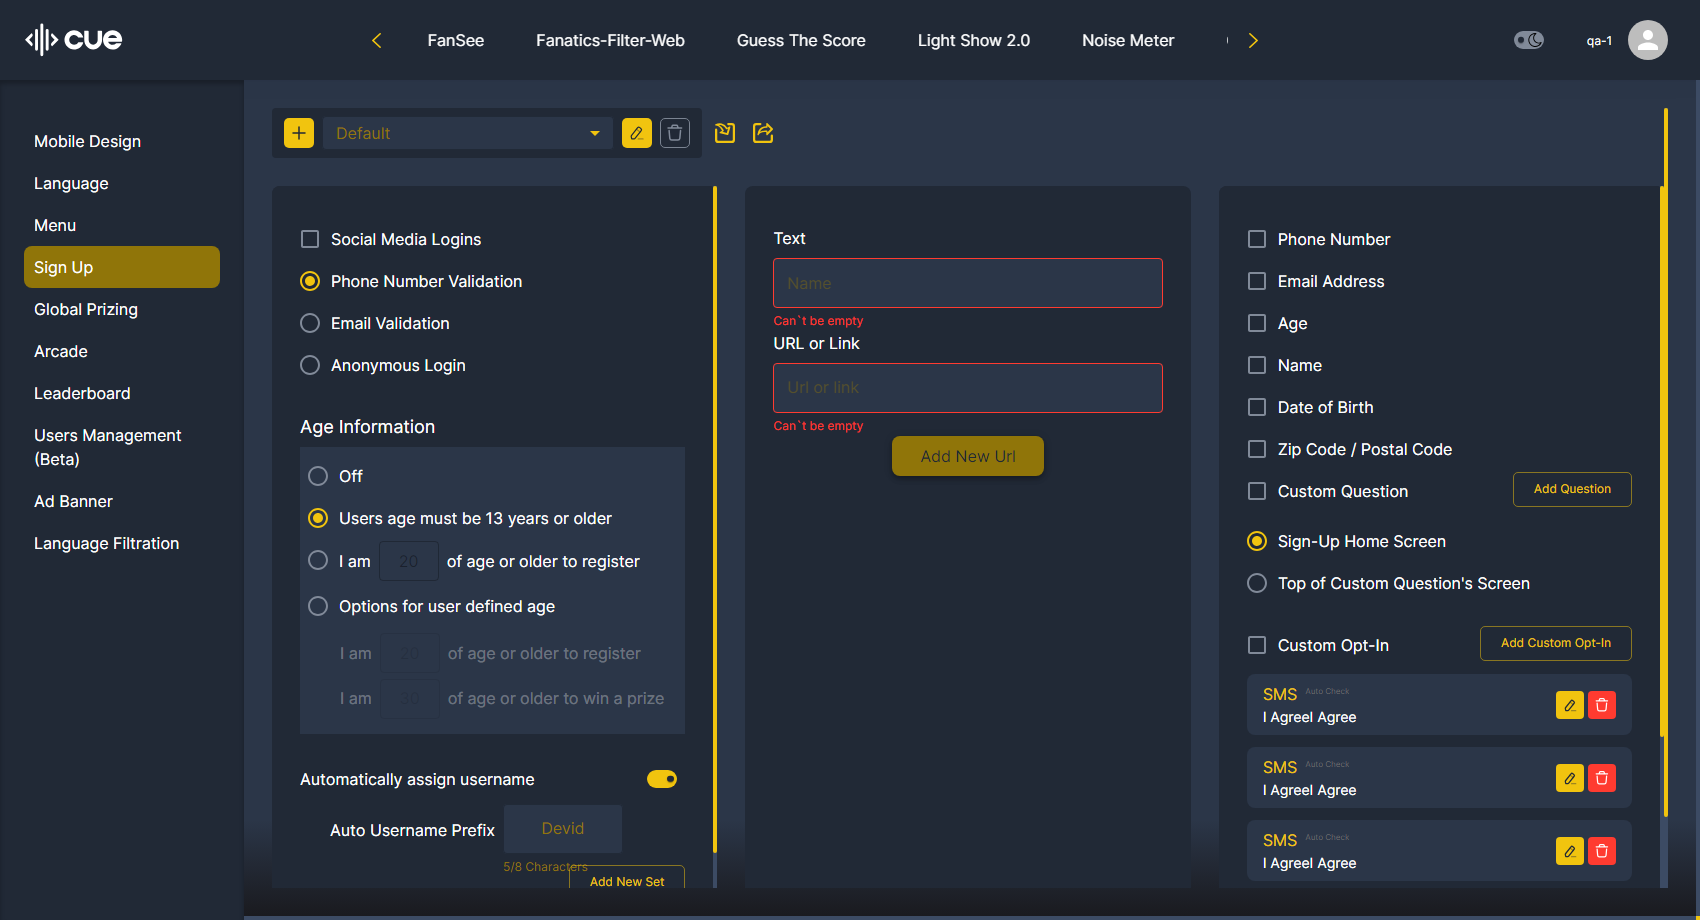 cue
FanSee
Fanatics-Filter-Web
Guess The Score
Light Show 2.0
Noise Meter
qa-1
Mobile Design
Language
Menu
Sign Up
Global Prizing
Arcade
Leaderboard
Users Management
(Beta)
Ad Banner
Language Filtration
Default
Social Media Logins
Phone Number Validation
Email Validation
Anonymous Login
Age Information
Off
Users age must be 13 years or older
I am 20 of age or older to register
Options for user defined age
I am 20 of age or older to register
I am 30 of age or older to win a prize
Automatically assign username
Auto Username Prefix Devid
5/8 Characters
Add New Set
Text
Name
Can`t be empty
URL or Link
Url or link
Can`t be empty
Add New Url
Phone Number
Email Address
Age
Name
Date of Birth
Zip Code / Postal Code
Custom Question Add Question
Sign-Up Home Screen
Top of Custom Question's Screen
Custom Opt-In Add Custom Opt-In
SMS Auto Check
I AgreeI Agree
SMS Auto Check
I AgreeI Agree
SMS Auto Check
I AgreeI Agree